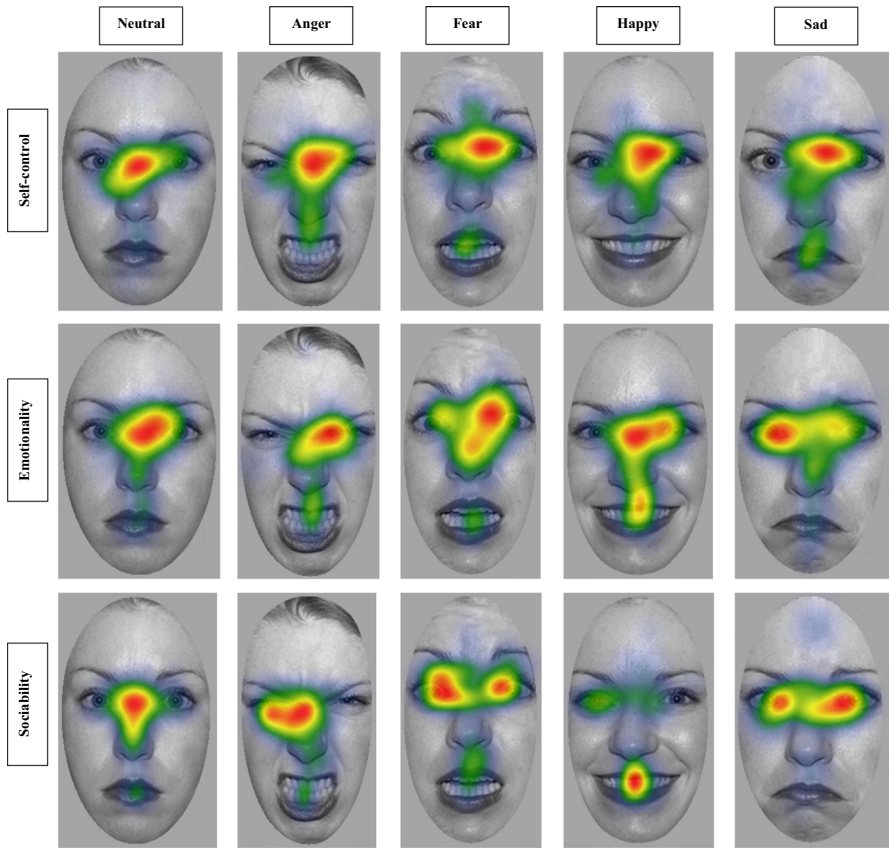 Neutral
Anger
Fear
Happy
Sad
Self-control
Emotionality
Sociability